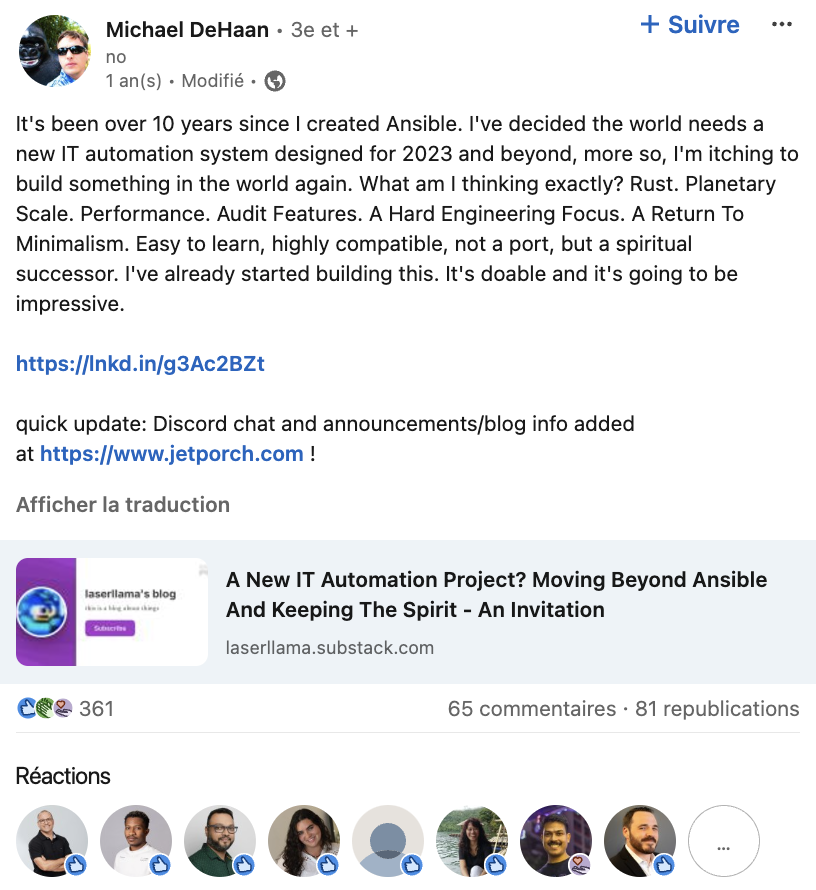 Michael DeHaan • 3e et +
+ Suivre
no
1 an(s) • Modifié •
It's been over 10 years since I created Ansible. I've decided the world needs a
new IT automation system designed for 2023 and beyond, more so, I'm itching to
build something in the world again. What am I thinking exactly? Rust. Planetary
Scale. Performance. Audit Features. A Hard Engineering Focus. A Return To
Minimalism. Easy to learn, highly compatible, not a port, but a spiritual
successor. I've already started building this. It's doable and it's going to be
impressive.
https://lnkd.in/g3Ac2BZt
quick update: Discord chat and announcements/blog info added
at https://www.jetporch.com !
Afficher la traduction
laserllama's blog
this is a blog about things
Subscribe
A New IT Automation Project? Moving Beyond Ansible
And Keeping The Spirit - An Invitation
laserllama.substack.com
361
65 commentaires · 81 republications
Réactions
...